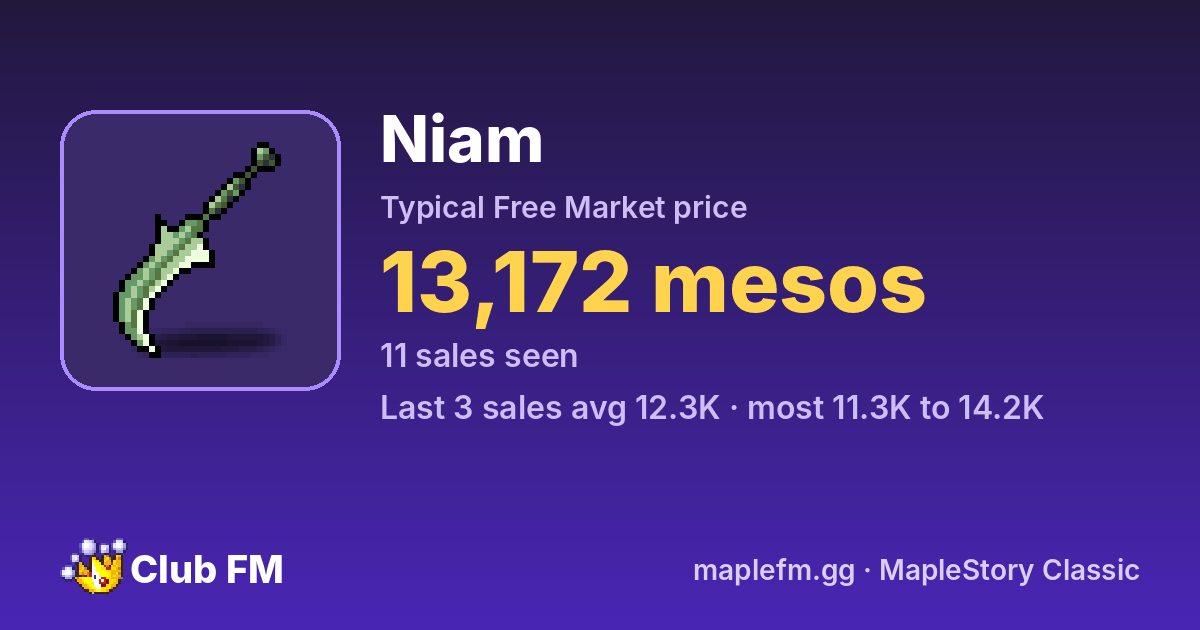 Niam
Typical Free Market price
13,172 mesos
11 sales seen
Last 3 sales avg 12.3K · most 11.3K to 14.2K
Club FM
maplefm.gg · MapleStory Classic